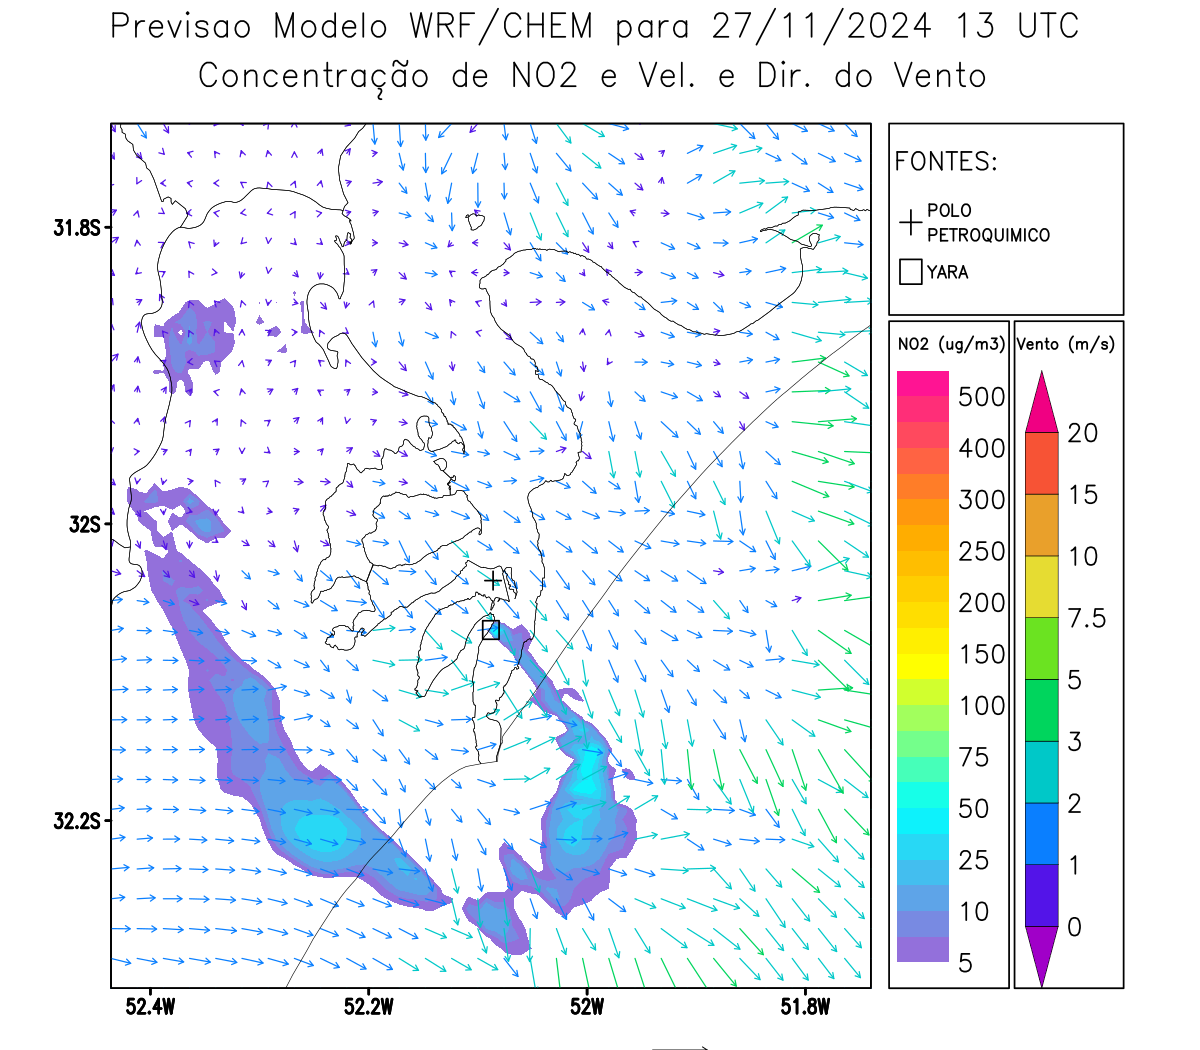 Previsao Modelo WRF/CHEM para 27/11/2024 13 UTC
Concentração de NO2 e Vel. e Dir. do Vento
FONTES:
POLO
PETROQUIMICO
YARA
NO2 (ug/m3)
500
400
300
250
200
150
100
75
50
25
10
5
Vento (m/s)
20
15
10
7.5
5
3
2
1
0
31.8S
32S
32.2S
52.4W
52.2W
52W
51.8W